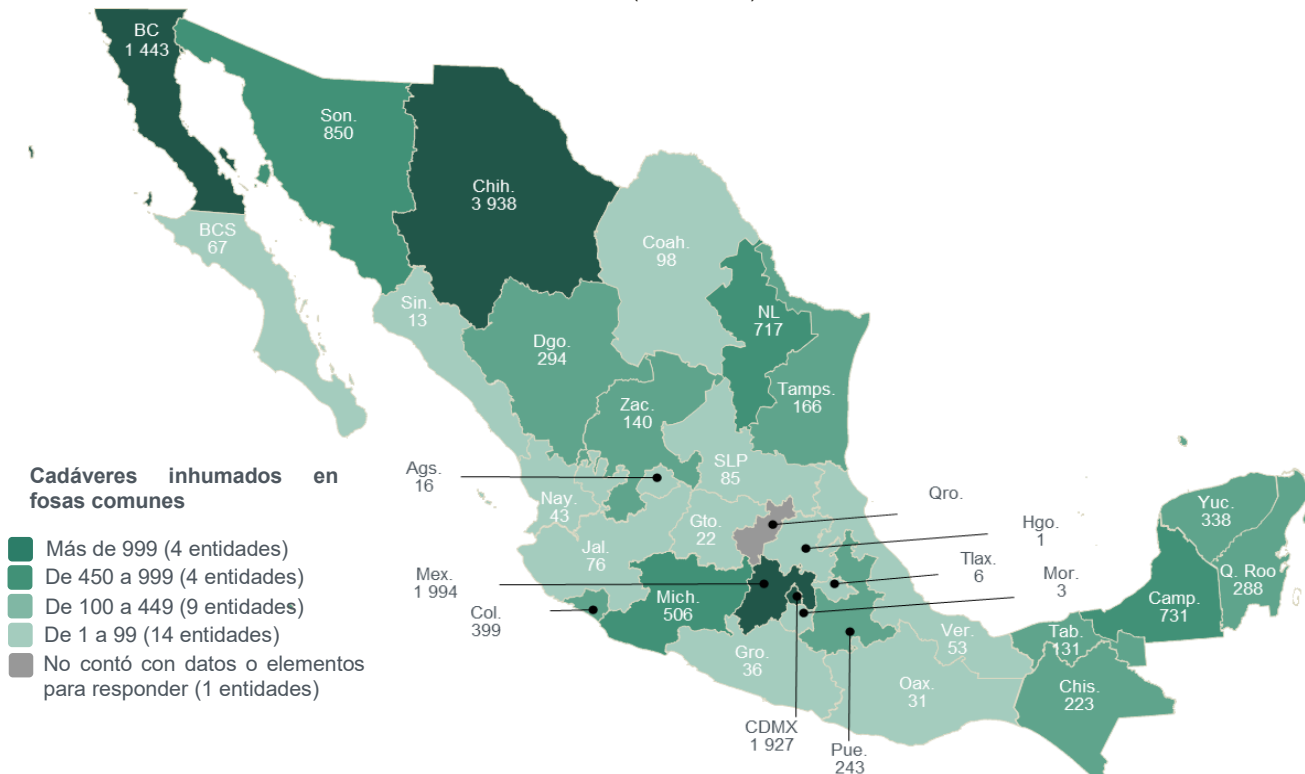 BC
1 443
Son.
850
Chih.
3 938
BCS
67
Coah.
98
Sin.
13
NL
717
Dgo.
294
Tamps.
166
Zac.
140
SLP
85
Ags.
16
Nay.
43
Gto.
22
Qro.
Hgo.
1
Jal.
76
Tlax.
6
Mor.
3
Mex.
1 994
Mich.
506
Col.
399
Gro.
36
CDMX
1 927
Pue.
243
Oax.
31
Ver.
53
Tab.
131
Chis.
223
Camp.
731
Yuc.
338
Q. Roo
288
Cadáveres inhumados en
fosas comunes
Más de 999 (4 entidades)
De 450 a 999 (4 entidades)
De 100 a 449 (9 entidades)
De 1 a 99 (14 entidades)
No contó con datos o elementos
para responder (1 entidades)